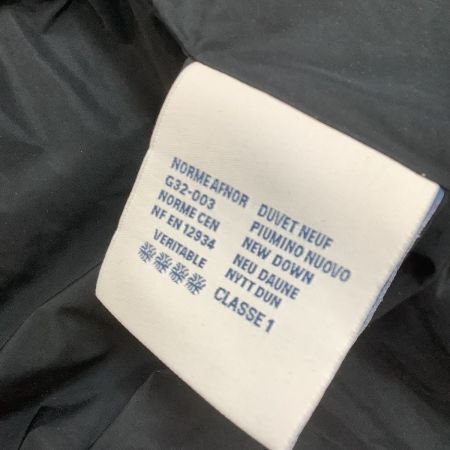 NORME AFNOR
G32-003
NORME CEN
NF EN 12934
VERITABLE
DUVET NEUF
PIUMINO NUOVO
NEW DOWN
NEU DAUNE
NYTT DUN
CLASSE 1